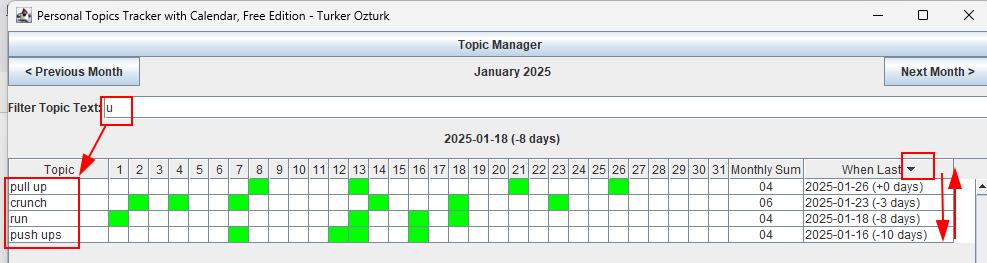 Personal Topics Tracker with Calendar, Free Edition - Turker Ozturk
Topic Manager
< Previous Month January 2025 Next Month >
Filter Topic Text: u
2025-01-18 (-8 days)
Topic 1 2 3 4 5 6 7 8 9 10 11 12 13 14 15 16 17 18 19 20 21 22 23 24 25 26 27 28 29 30 31 Monthly Sum When Last
pull up 04 2025-01-26 (+0 days)
crunch 06 2025-01-23 (-3 days)
run 04 2025-01-18 (-8 days)
push ups 04 2025-01-16 (-10 days)